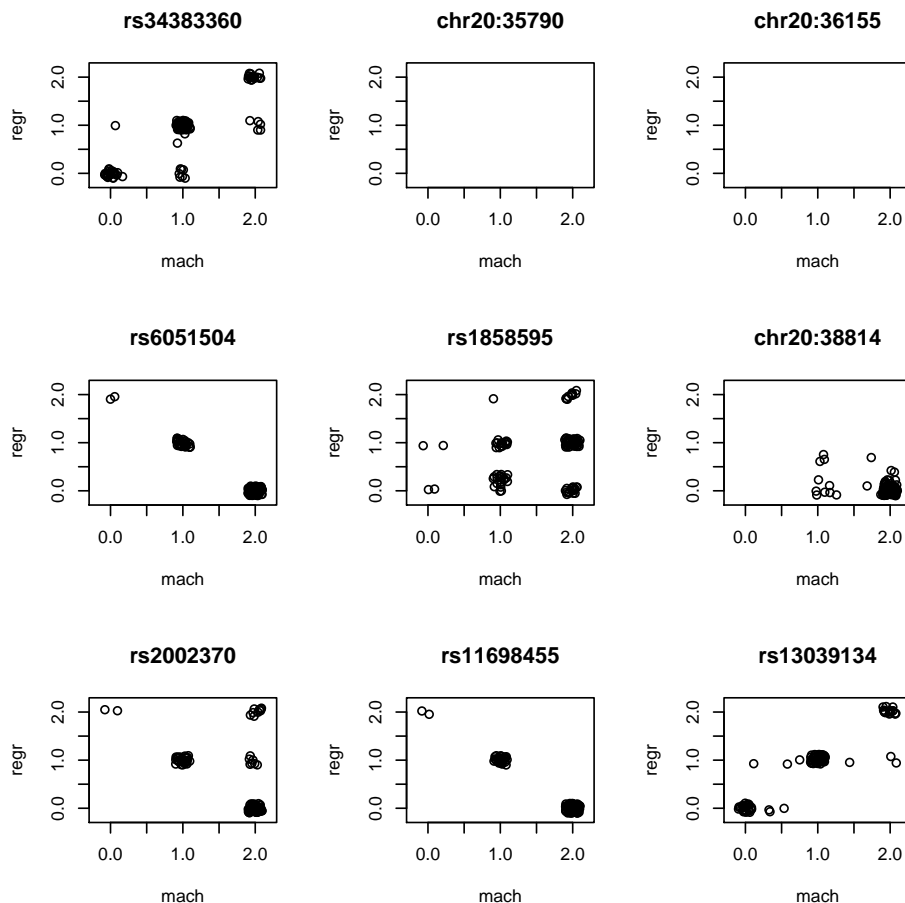 rs34383360
regr
0.0 1.0 2.0
0.0 1.0 2.0
mach
chr20:35790
regr
0.0 1.0 2.0
0.0 1.0 2.0
mach
chr20:36155
regr
0.0 1.0 2.0
0.0 1.0 2.0
mach
rs6051504
regr
0.0 1.0 2.0
0.0 1.0 2.0
mach
rs1858595
regr
0.0 1.0 2.0
0.0 1.0 2.0
mach
chr20:38814
regr
0.0 1.0 2.0
0.0 1.0 2.0
mach
rs2002370
regr
0.0 1.0 2.0
0.0 1.0 2.0
mach
rs11698455
regr
0.0 1.0 2.0
0.0 1.0 2.0
mach
rs13039134
regr
0.0 1.0 2.0
0.0 1.0 2.0
mach